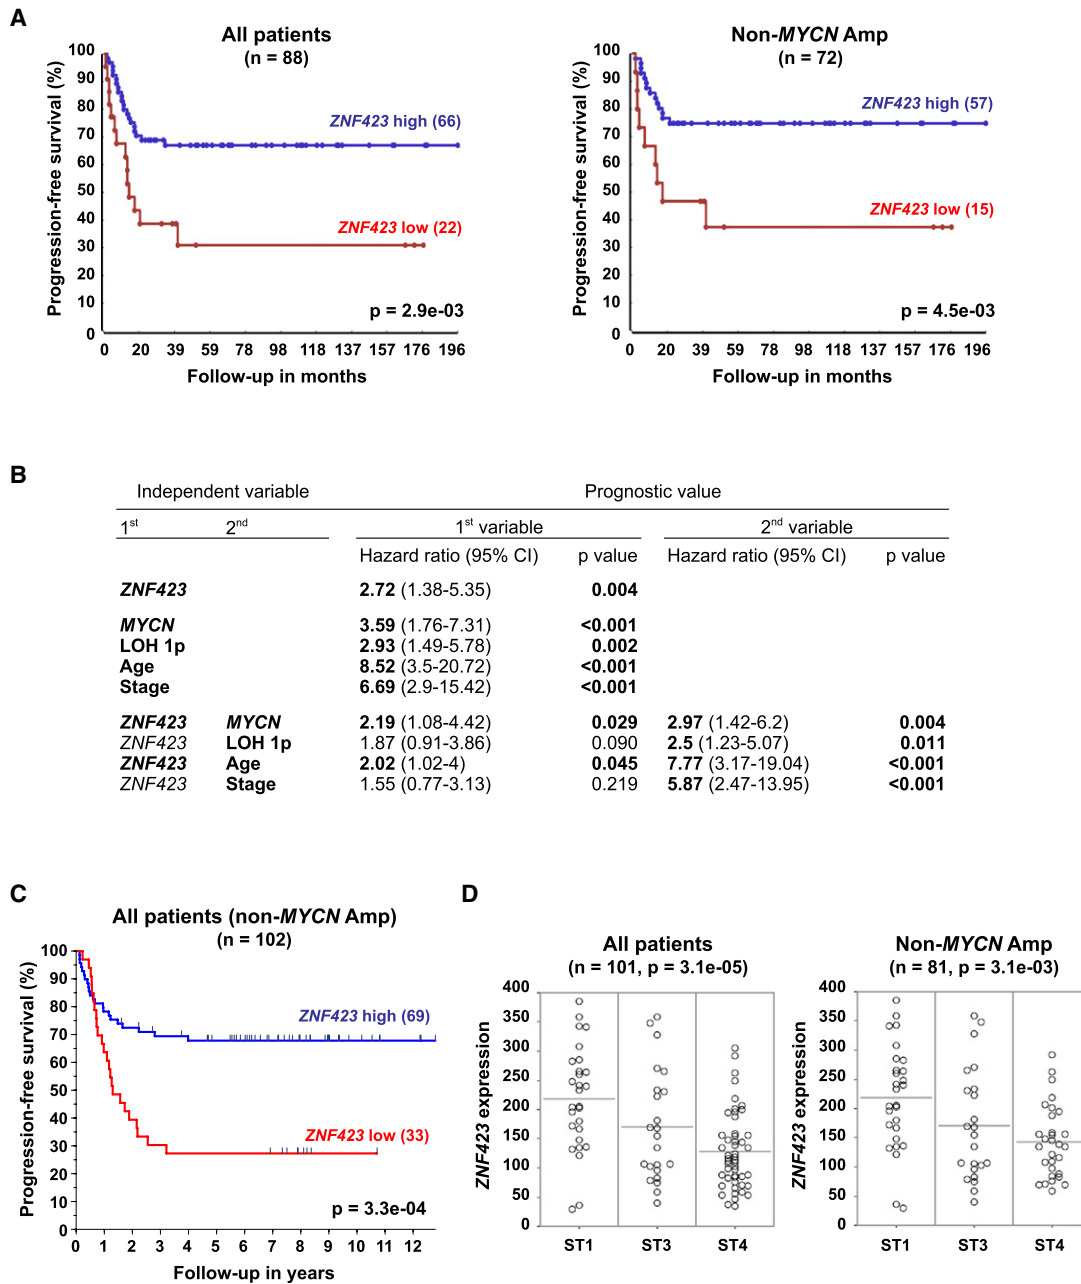 A
All patients
(n = 88)
Progression-free survival (%)
100
90
80
70
60
50
40
30
20
10
0
ZNF423 high (66)
ZNF423 low (22)
p = 2.9e-03
0 20 39 59 78 98 118 137 157 176 196
Follow-up in months
Non-MYCN Amp
(n = 72)
Progression-free survival (%)
100
90
80
70
60
50
40
30
20
10
0
ZNF423 high (57)
ZNF423 low (15)
p = 4.5e-03
0 20 39 59 78 98 118 137 157 176 196
Follow-up in months
B
Independent variable Prognostic value
1st 2nd 1st variable 2nd variable
Hazard ratio (95% CI) p value Hazard ratio (95% CI) p value
ZNF423 2.72 (1.38-5.35) 0.004
MYCN 3.59 (1.76-7.31) <0.001
LOH 1p 2.93 (1.49-5.78) 0.002
Age 8.52 (3.5-20.72) <0.001
Stage 6.69 (2.9-15.42) <0.001
ZNF423 MYCN 2.19 (1.08-4.42) 0.029 2.97 (1.42-6.2) 0.004
ZNF423 LOH 1p 1.87 (0.91-3.86) 0.090 2.5 (1.23-5.07) 0.011
ZNF423 Age 2.02 (1.02-4) 0.045 7.77 (3.17-19.04) <0.001
ZNF423 Stage 1.55 (0.77-3.13) 0.219 5.87 (2.47-13.95) <0.001
C
All patients (non-MYCN Amp)
(n = 102)
Progression-free survival (%)
100
90
80
70
60
50
40
30
20
10
0
ZNF423 high (69)
ZNF423 low (33)
p = 3.3e-04
0 1 2 3 4 5 6 7 8 9 10 11 12
Follow-up in years
D
All patients
(n = 101, p = 3.1e-05)
ZNF423 expression
400
350
300
250
200
150
100
50
0
ST1 ST3 ST4
Non-MYCN Amp
(n = 81, p = 3.1e-03)
ZNF423 expression
400
350
300
250
200
150
100
50
0
ST1 ST3 ST4